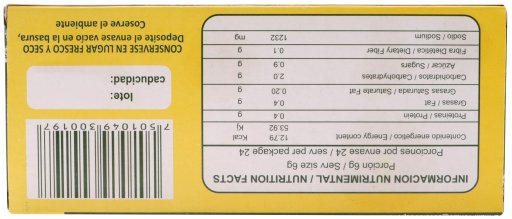 INFORMACION NUTRIMENTAL / NUTRITION FACTS
Porción 6g / Serv size 6g
Porciones por envase 24 / serv per package 24
Contenido energético / Energy content 12.79 Kcal
53.92 Kj
Proteinas / Protein 0.4 g
Grasas / Fat 0.4 g
Grasas Saturada / Saturate Fat 0.20 g
Carbohidratos / Carbohydrates 2.0 g
Azúcar / Sugars 0.9 g
Fibra Dietética / Dietary Fiber 0.1 g
Sodio / Sodium 1232 mg
7 501049 300197
lote:
caducidad:
CONSERVESE EN LUGAR FRESCO Y SECO
Deposite el envase vacío en la basura,
Coserve el ambiente